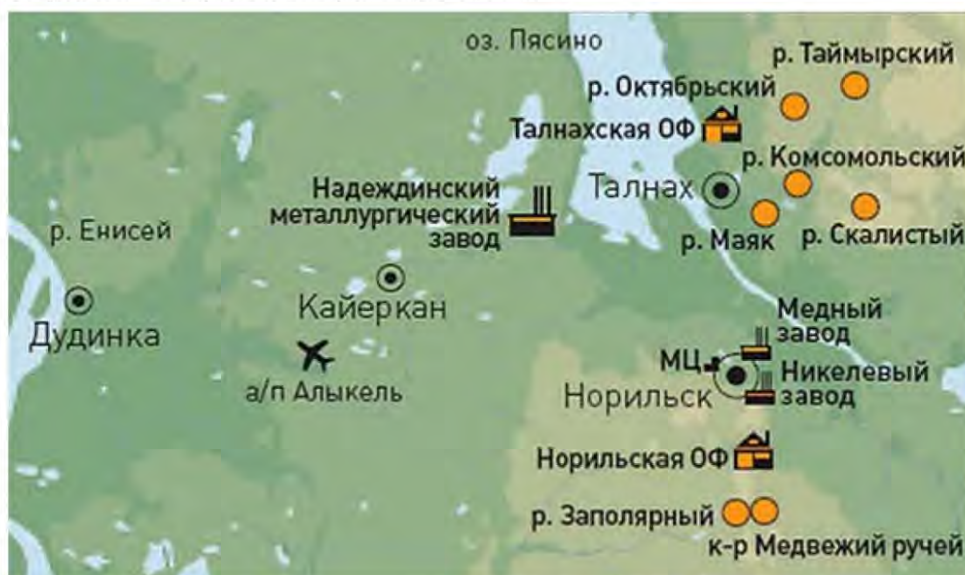 оз. Пясино
р. Таймырский
р. Октябрьский
Талнахская ОФ
р. Комсомольский
Талнах
Надеждинский
металлургический
завод
р. Маяк
р. Скалистый
р. Енисей
Кайеркан
Дудинка
а/п Алыкель
Медный
завод
МЦ
Норильск
Никелевый
завод
Норильская ОФ
р. Заполярный
к-р Медвежий ручей